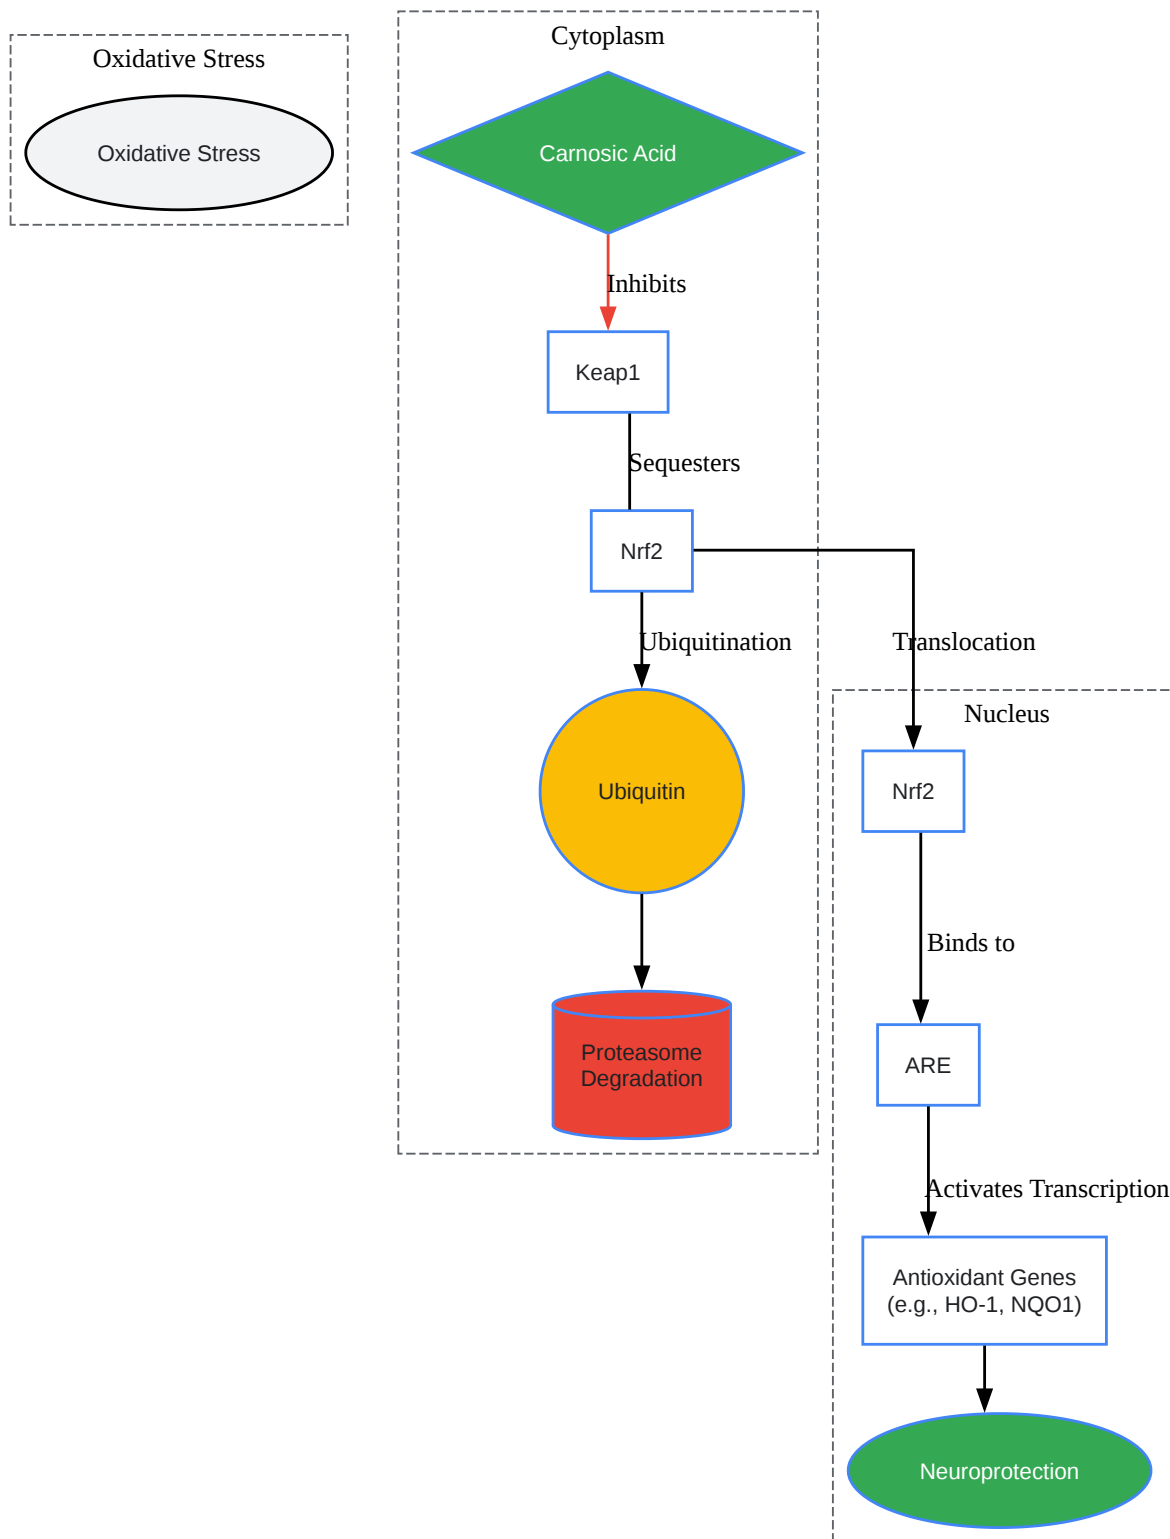 Oxidative Stress
Oxidative Stress
Cytoplasm
Carnosic Acid
Inhibits
Keap1
Sequesters
Nrf2
Ubiquitination
Ubiquitin
Proteasome
Degradation
Translocation
Nucleus
Nrf2
Binds to
ARE
Activates Transcription
Antioxidant Genes
(e.g., HO-1, NQO1)
Neuroprotection